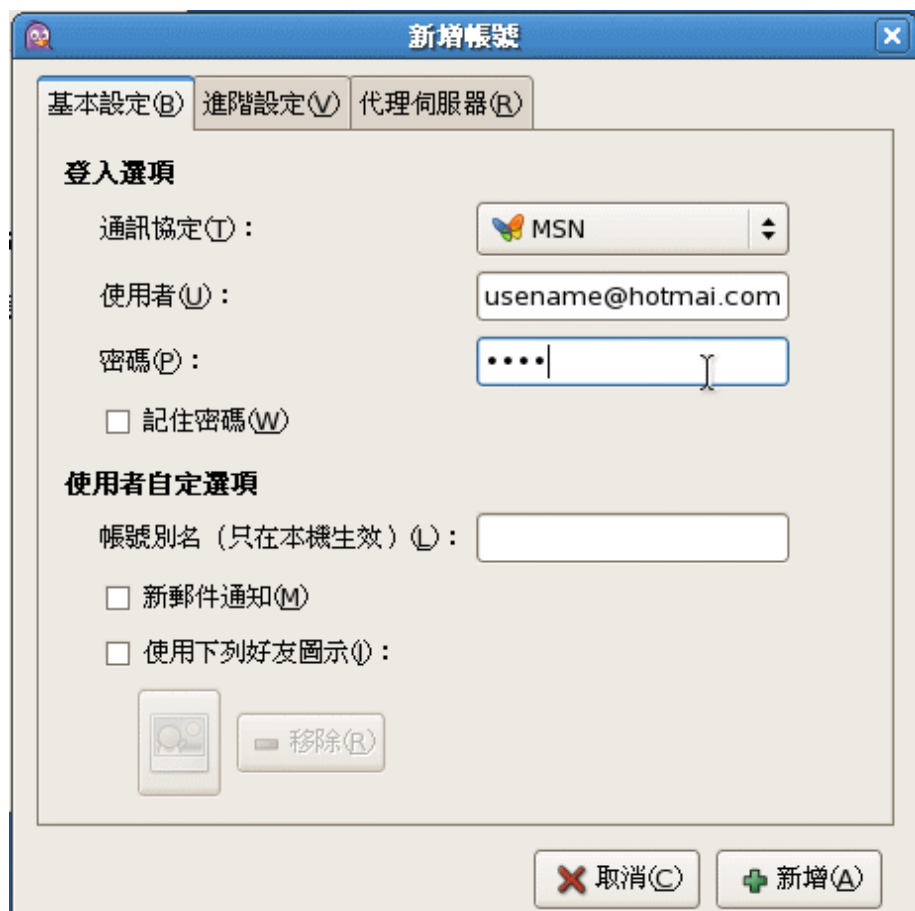 新增帳號
基本設定(B) 進階設定(V) 代理伺服器(R)
登入選項
通訊協定(T)： MSN
使用者(U)： usename@hotmai.com
密碼(P)： ••••
記住密碼(W)
使用者自定選項
帳號別名（只在本機生效）(L)：
新郵件通知(M)
使用下列好友圖示(I)：
移除(R)
取消(C) 新增(A)